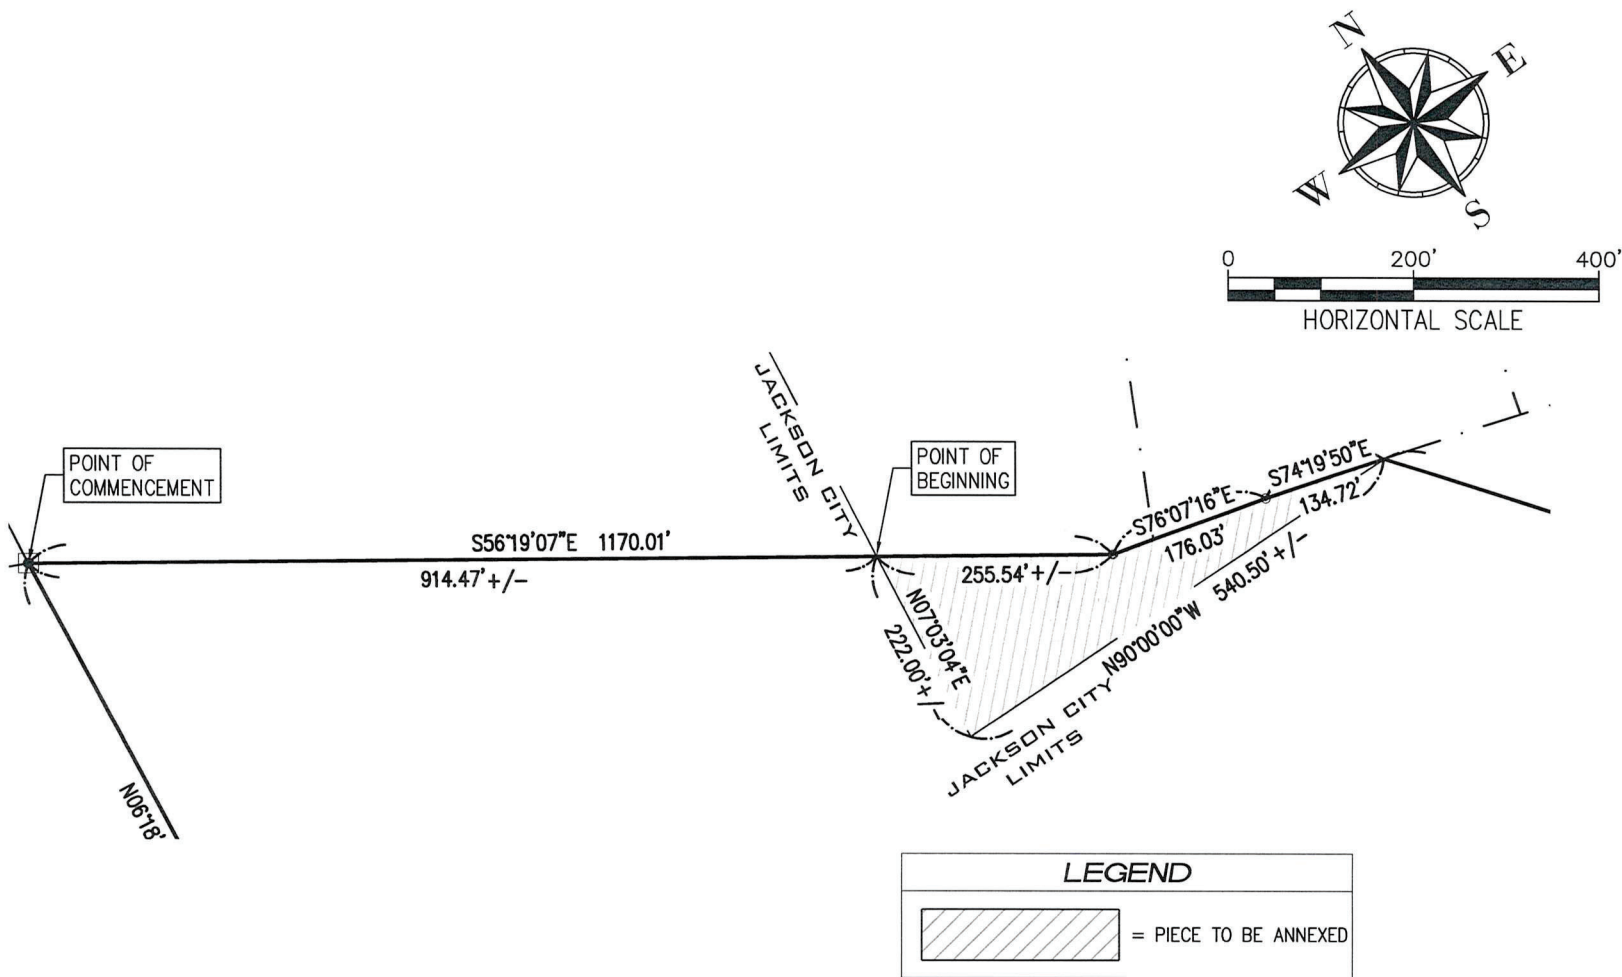 N
E
W
S
0 200' 400'
HORIZONTAL SCALE
JACKSON CITY
LIMITS
POINT OF
COMMENCEMENT
POINT OF
BEGINNING
S56°19'07"E 1170.01'
914.47'+/-
255.54'+/-
S76°07'16"E
176.03'
S74°19'50"E
134.72'
N07°03'04"E
222.00'+/-
N90°00'00"W 540.50'+/-
JACKSON CITY
LIMITS
N06°18'
LEGEND
= PIECE TO BE ANNEXED